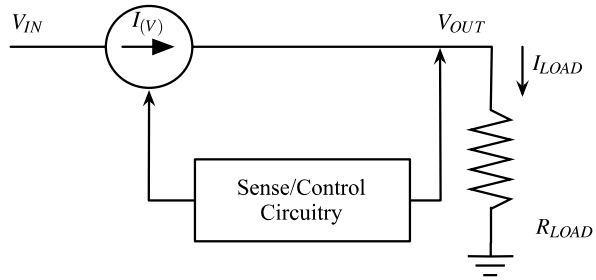 V_IN
I_(V)
V_OUT
I_LOAD
Sense/Control
Circuitry
R_LOAD